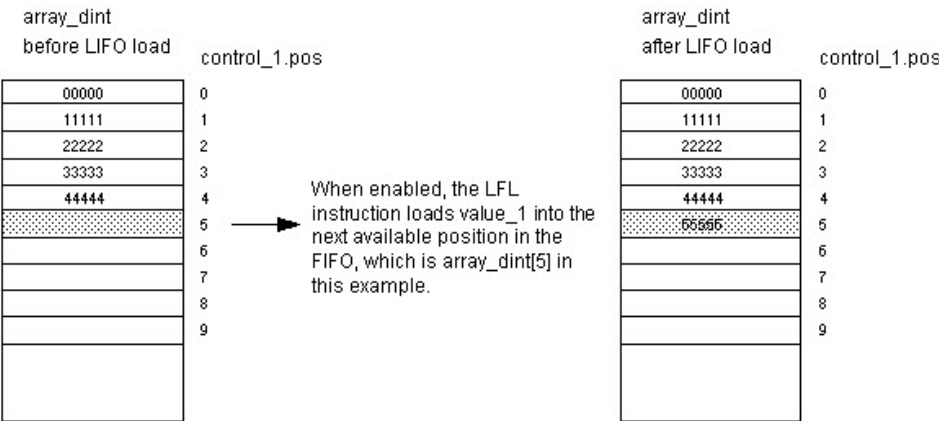 array_dint
before LIFO load
control_1.pos
00000 0
11111 1
22222 2
33333 3
44444 4
5
6
7
8
9
When enabled, the LFL
instruction loads value_1 into the
next available position in the
FIFO, which is array_dint[5] in
this example.
array_dint
after LIFO load
control_1.pos
00000 0
11111 1
22222 2
33333 3
44444 4
55555 5
6
7
8
9